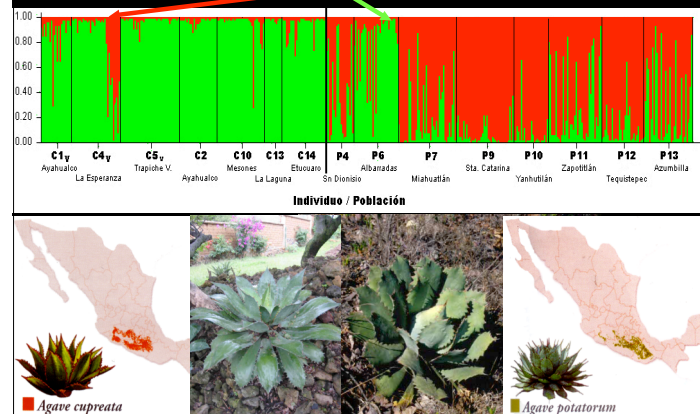 1.00
0.80
0.60
0.40
0.20
0.00
C1v C4v C5v C2 C10 C13 C14 P4 P6 P7 P9 P10 P11 P12 P13
Ayahualco Trapiche V. Mesones Etucuaro Albarradas Sta. Catarina Zapotitlán Azumbilla
La Esperanza Ayahualco La Laguna Sn Dionisio Miahuatlán Yanhutilán Tequistepec
Individuo / Población
Agave cupreata
Agave potatorum